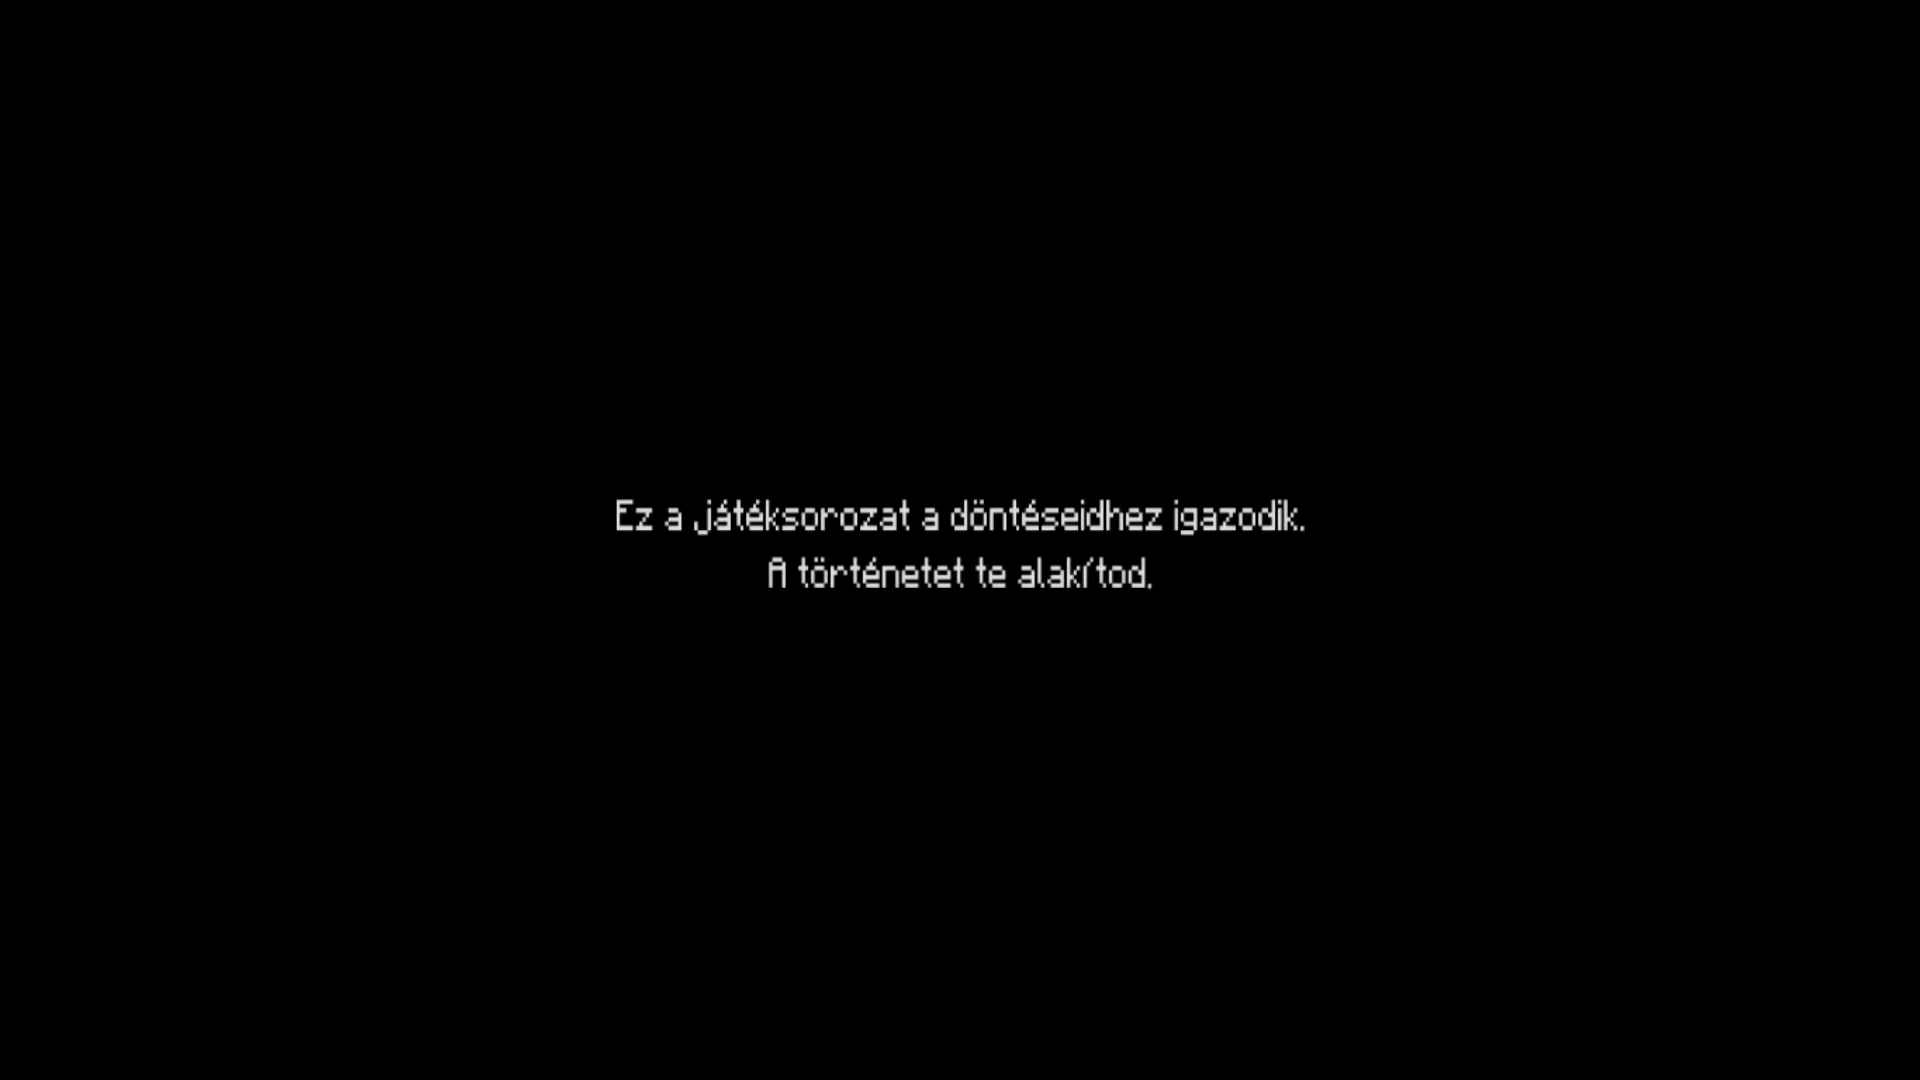 Ez a játéksorozat a döntéseidhez igazodik.
A történetet te alakítod.